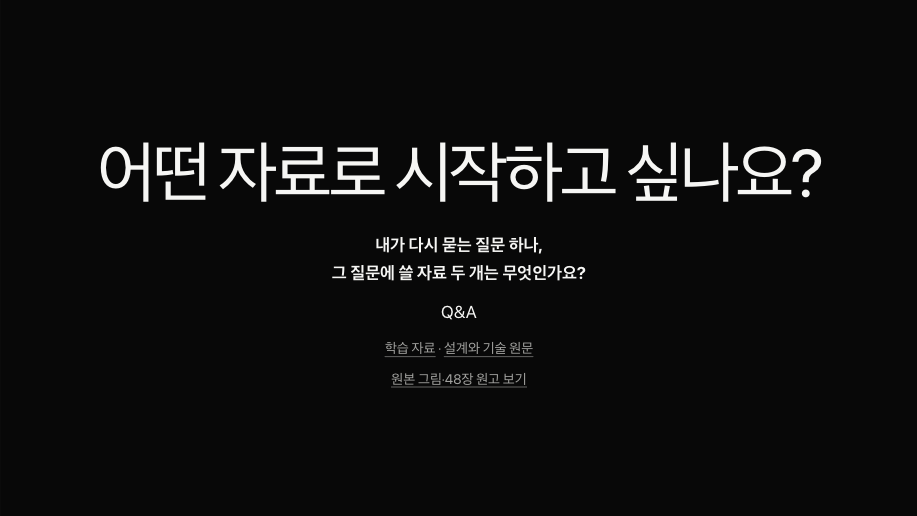 어떤 자료로 시작하고 싶나요?
내가 다시 묻는 질문 하나,
그 질문에 쓸 자료 두 개는 무엇인가요?
Q&A
학습 자료 · 설계와 기술 원문
원본 그림·48장 원고 보기